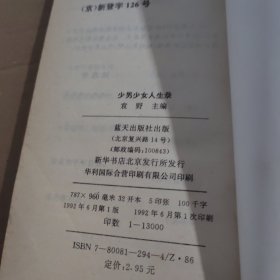 （京）新登字126号
少男少女人生录
袁野 主编
蓝天出版社出版
（北京复兴路14号）
（邮政编码：100843）
新华书店北京发行所发行
华利国际合营印刷有限公司印刷
787×960毫米 32开本 5印张 100千字
1992年6月第1版 1992年6月第1次印刷
印数 1-13000
ISBN 7-80081-294-4/Z·86
定价：2.95元